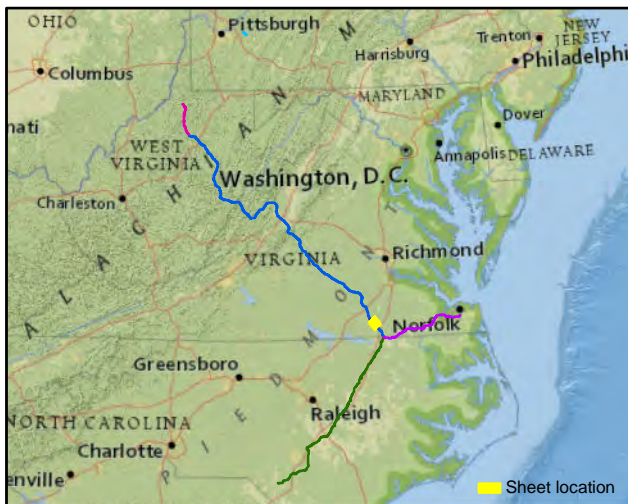 OHIO
Pittsburgh
NEW
JERSEY
Trenton
Harrisburg
Philadelphi
Columbus
MARYLAND
Dover
nati
WEST
VIRGINIA
Annapolis
DELAWARE
Washington, D.C.
Charleston
Richmond
VIRGINIA
Norfolk
Greensboro
Raleigh
NORTH CAROLINA
Charlotte
enville
A L A C H I A N M
P I E D M O N T
Sheet location